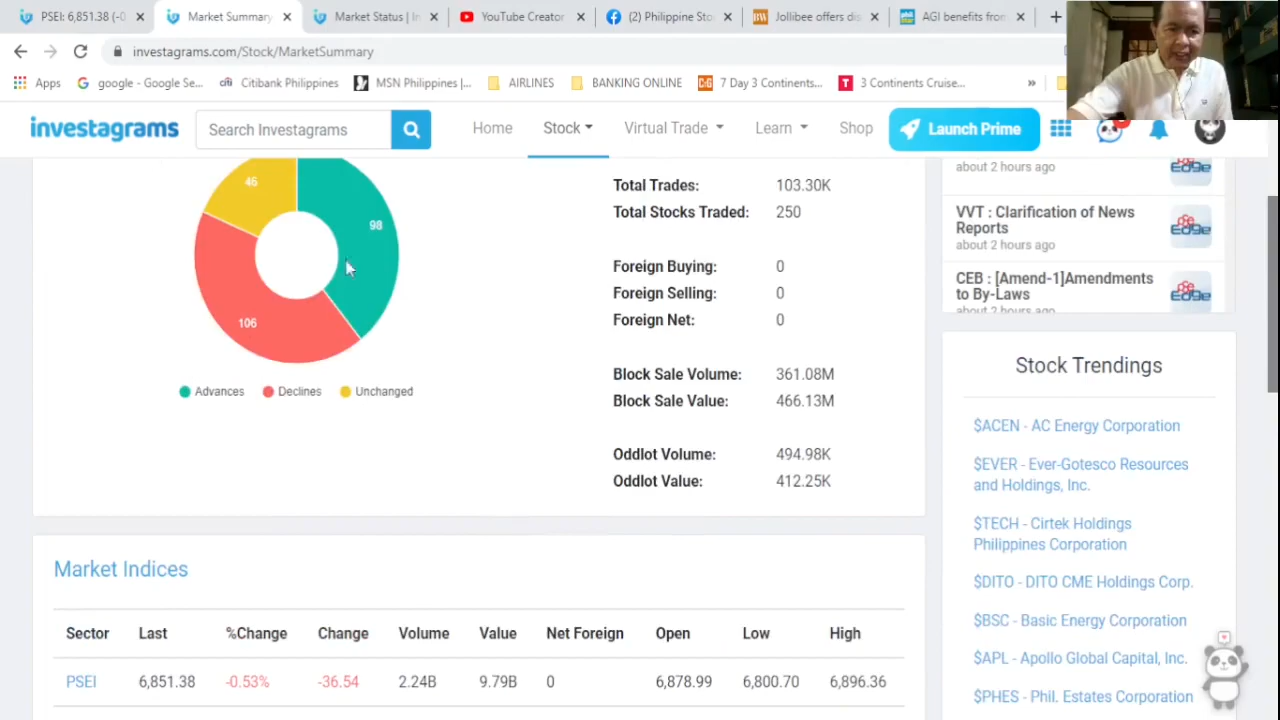 PSEI: 6,851.38 (-0
Market Summary
Market Status | In
YouTube Creator
(2) Philippine Sto
Jollibee offers dis
AGI benefits from
investagrams.com/Stock/MarketSummary
Apps
google - Google Se...
Citibank Philippines
MSN Philippines |...
AIRLINES
BANKING ONLINE
7 Day 3 Continents...
3 Continents Cruise...
»
investagrams
Search Investagrams
Home
Stock
Virtual Trade
Learn
Shop
Launch Prime
46
98
106
Advances
Declines
Unchanged
Total Trades: 103.30K
Total Stocks Traded: 250
Foreign Buying: 0
Foreign Selling: 0
Foreign Net: 0
Block Sale Volume: 361.08M
Block Sale Value: 466.13M
Oddlot Volume: 494.98K
Oddlot Value: 412.25K
about 2 hours ago
Edge
VVT : Clarification of News
Reports
about 2 hours ago
Edge
CEB : [Amend-1]Amendments
to By-Laws
about 2 hours ago
Edge
Stock Trendings
$ACEN - AC Energy Corporation
$EVER - Ever-Gotesco Resources
and Holdings, Inc.
$TECH - Cirtek Holdings
Philippines Corporation
$DITO - DITO CME Holdings Corp.
$BSC - Basic Energy Corporation
$APL - Apollo Global Capital, Inc.
$PHES - Phil. Estates Corporation
Market Indices
Sector Last %Change Change Volume Value Net Foreign Open Low High
PSEI 6,851.38 -0.53% -36.54 2.24B 9.79B 0 6,878.99 6,800.70 6,896.36